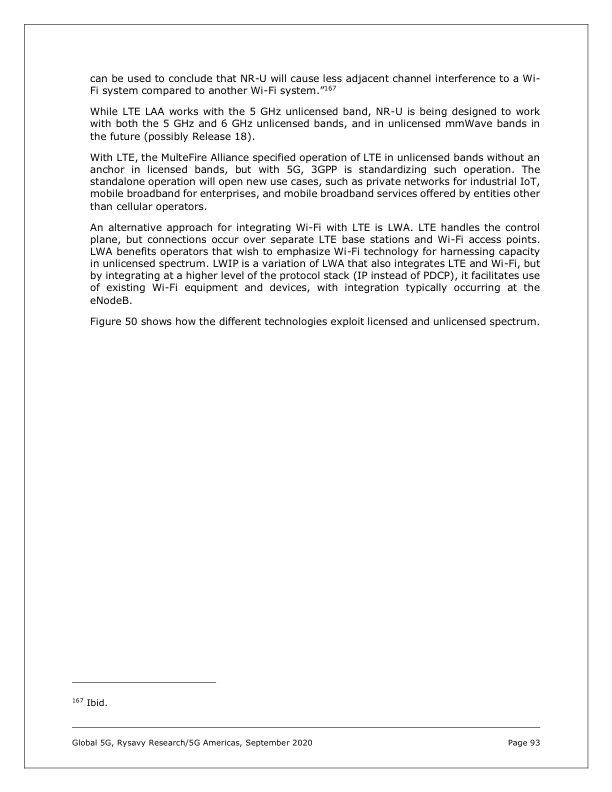 can be used to conclude that NR-U will cause less adjacent channel interference to a Wi-
Fi system compared to another Wi-Fi system.”167
While LTE LAA works with the 5 GHz unlicensed band, NR-U is being designed to work
with both the 5 GHz and 6 GHz unlicensed bands, and in unlicensed mmWave bands in
the future (possibly Release 18).
With LTE, the MulteFire Alliance specified operation of LTE in unlicensed bands without an
anchor in licensed bands, but with 5G, 3GPP is standardizing such operation. The
standalone operation will open new use cases, such as private networks for industrial IoT,
mobile broadband for enterprises, and mobile broadband services offered by entities other
than cellular operators.
An alternative approach for integrating Wi-Fi with LTE is LWA. LTE handles the control
plane, but connections occur over separate LTE base stations and Wi-Fi access points.
LWA benefits operators that wish to emphasize Wi-Fi technology for harnessing capacity
in unlicensed spectrum. LWIP is a variation of LWA that also integrates LTE and Wi-Fi, but
by integrating at a higher level of the protocol stack (IP instead of PDCP), it facilitates use
of existing Wi-Fi equipment and devices, with integration typically occurring at the
eNodeB.
Figure 50 shows how the different technologies exploit licensed and unlicensed spectrum.
167 Ibid.
Global 5G, Rysavy Research/5G Americas, September 2020 Page 93